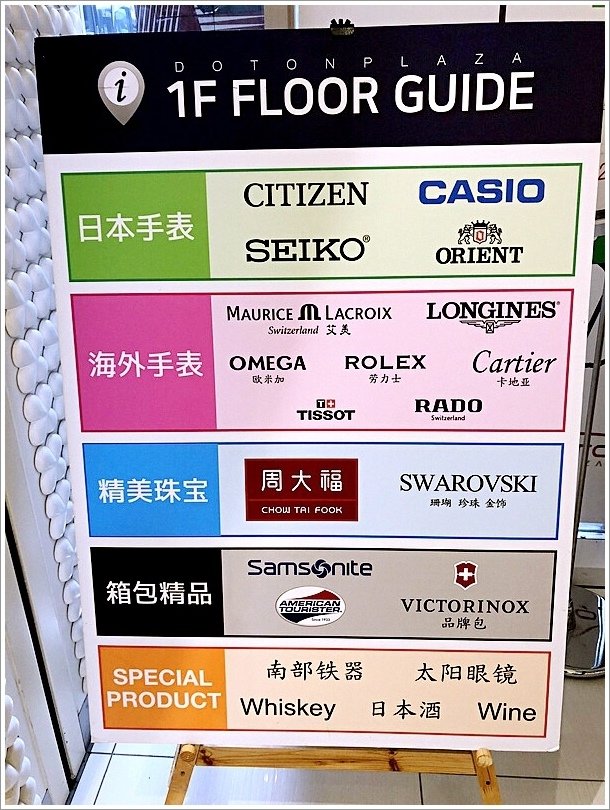 DOTONPLAZA
1F FLOOR GUIDE
日本手表
CITIZEN CASIO
SEIKO® ORIENT
海外手表
MAURICE LACROIX LONGINES
Switzerland 艾美
OMEGA ROLEX Cartier
欧米加 劳力士 卡地亚
TISSOT RADO
Switzerland
精美珠宝
周大福 SWAROVSKI
CHOW TAI FOOK 珊瑚 珍珠 金饰
箱包精品
Samsonite
AMERICAN TOURISTER VICTORINOX
Since 1933 品牌包
SPECIAL PRODUCT
南部铁器 太阳眼镜
Whiskey 日本酒 Wine